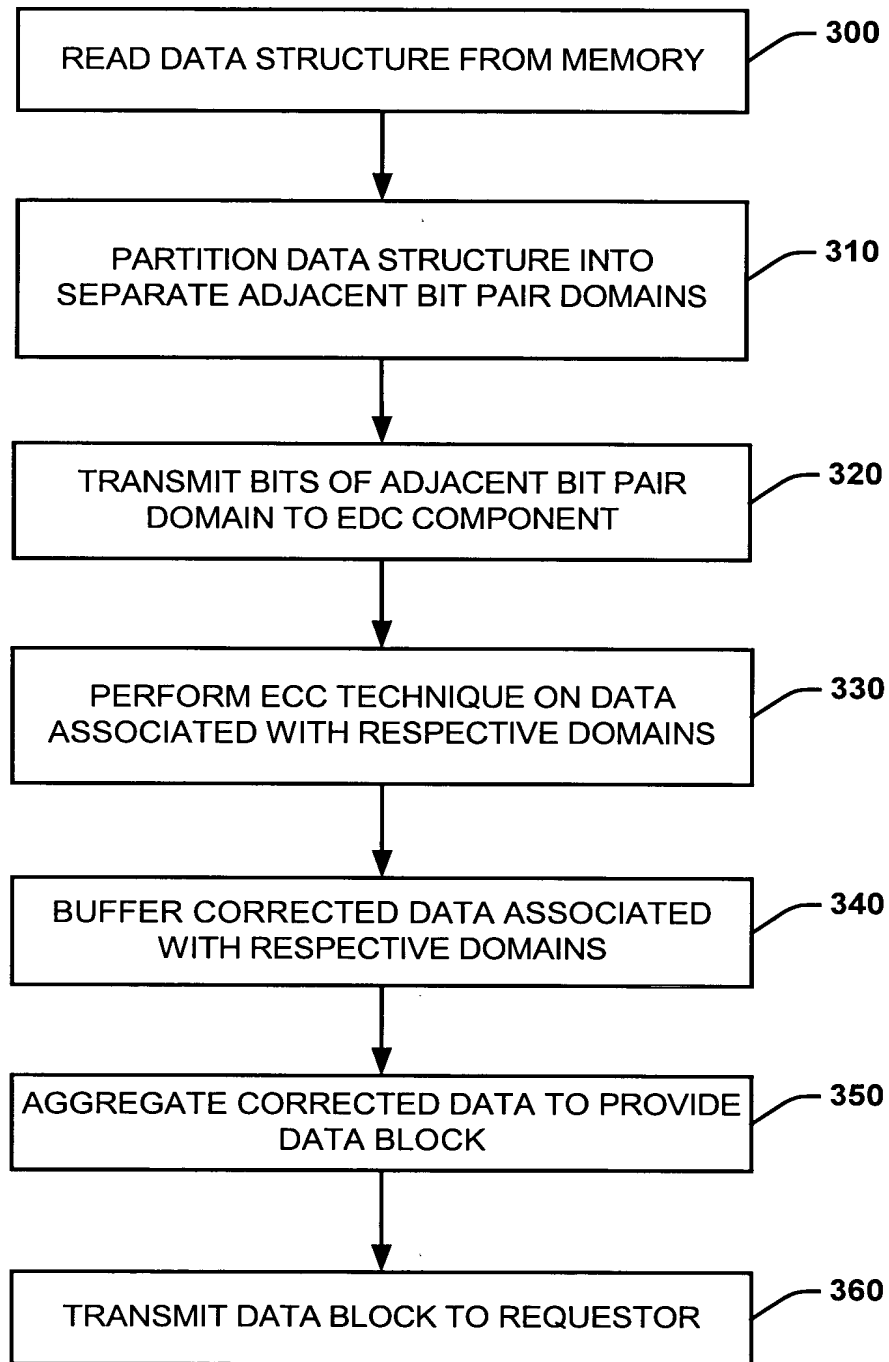 300
READ DATA STRUCTURE FROM MEMORY
310
PARTITION DATA STRUCTURE INTO
SEPARATE ADJACENT BIT PAIR DOMAINS
320
TRANSMIT BITS OF ADJACENT BIT PAIR
DOMAIN TO EDC COMPONENT
330
PERFORM ECC TECHNIQUE ON DATA
ASSOCIATED WITH RESPECTIVE DOMAINS
340
BUFFER CORRECTED DATA ASSOCIATED
WITH RESPECTIVE DOMAINS
350
AGGREGATE CORRECTED DATA TO PROVIDE
DATA BLOCK
360
TRANSMIT DATA BLOCK TO REQUESTOR